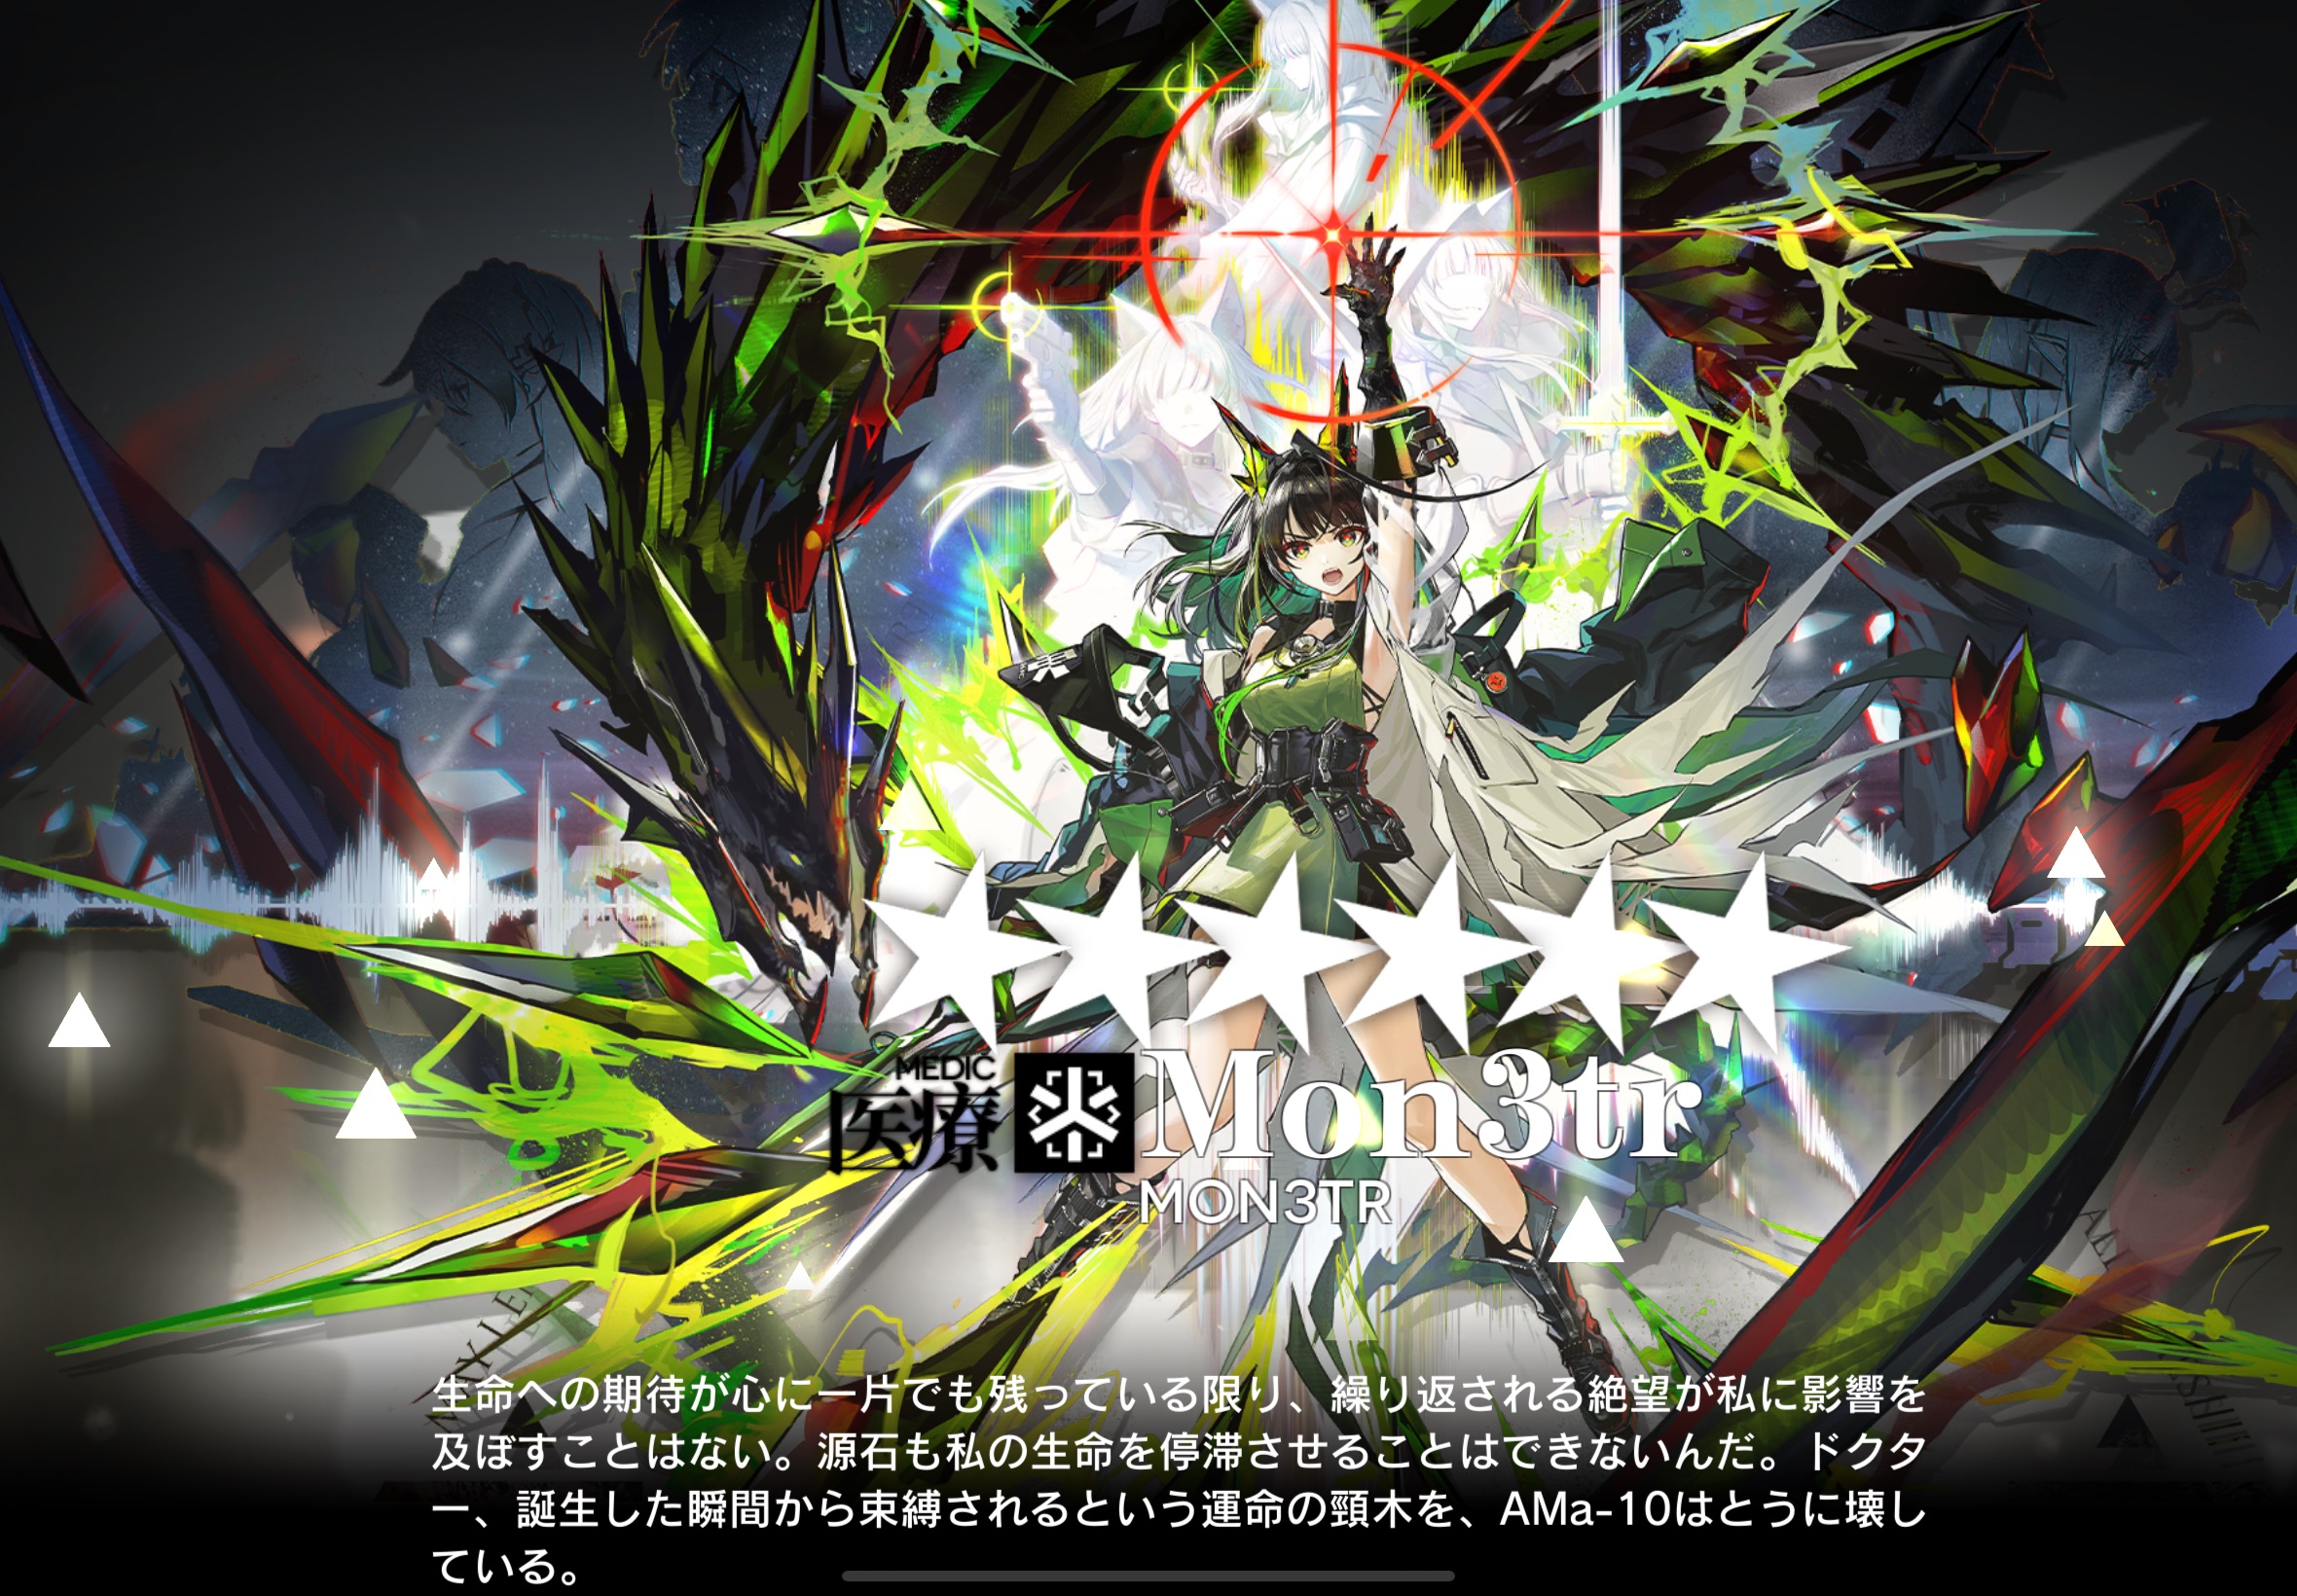 MEDIC
医療
Mon3tr
MON3TR
生命への期待が心に一片でも残っている限り、繰り返される絶望が私に影響を
及ぼすことはない。源石も私の生命を停滞させることはできないんだ。ドクタ
ー、誕生した瞬間から束縛されるという運命の頸木を、AMa-10はとうに壊し
ている。